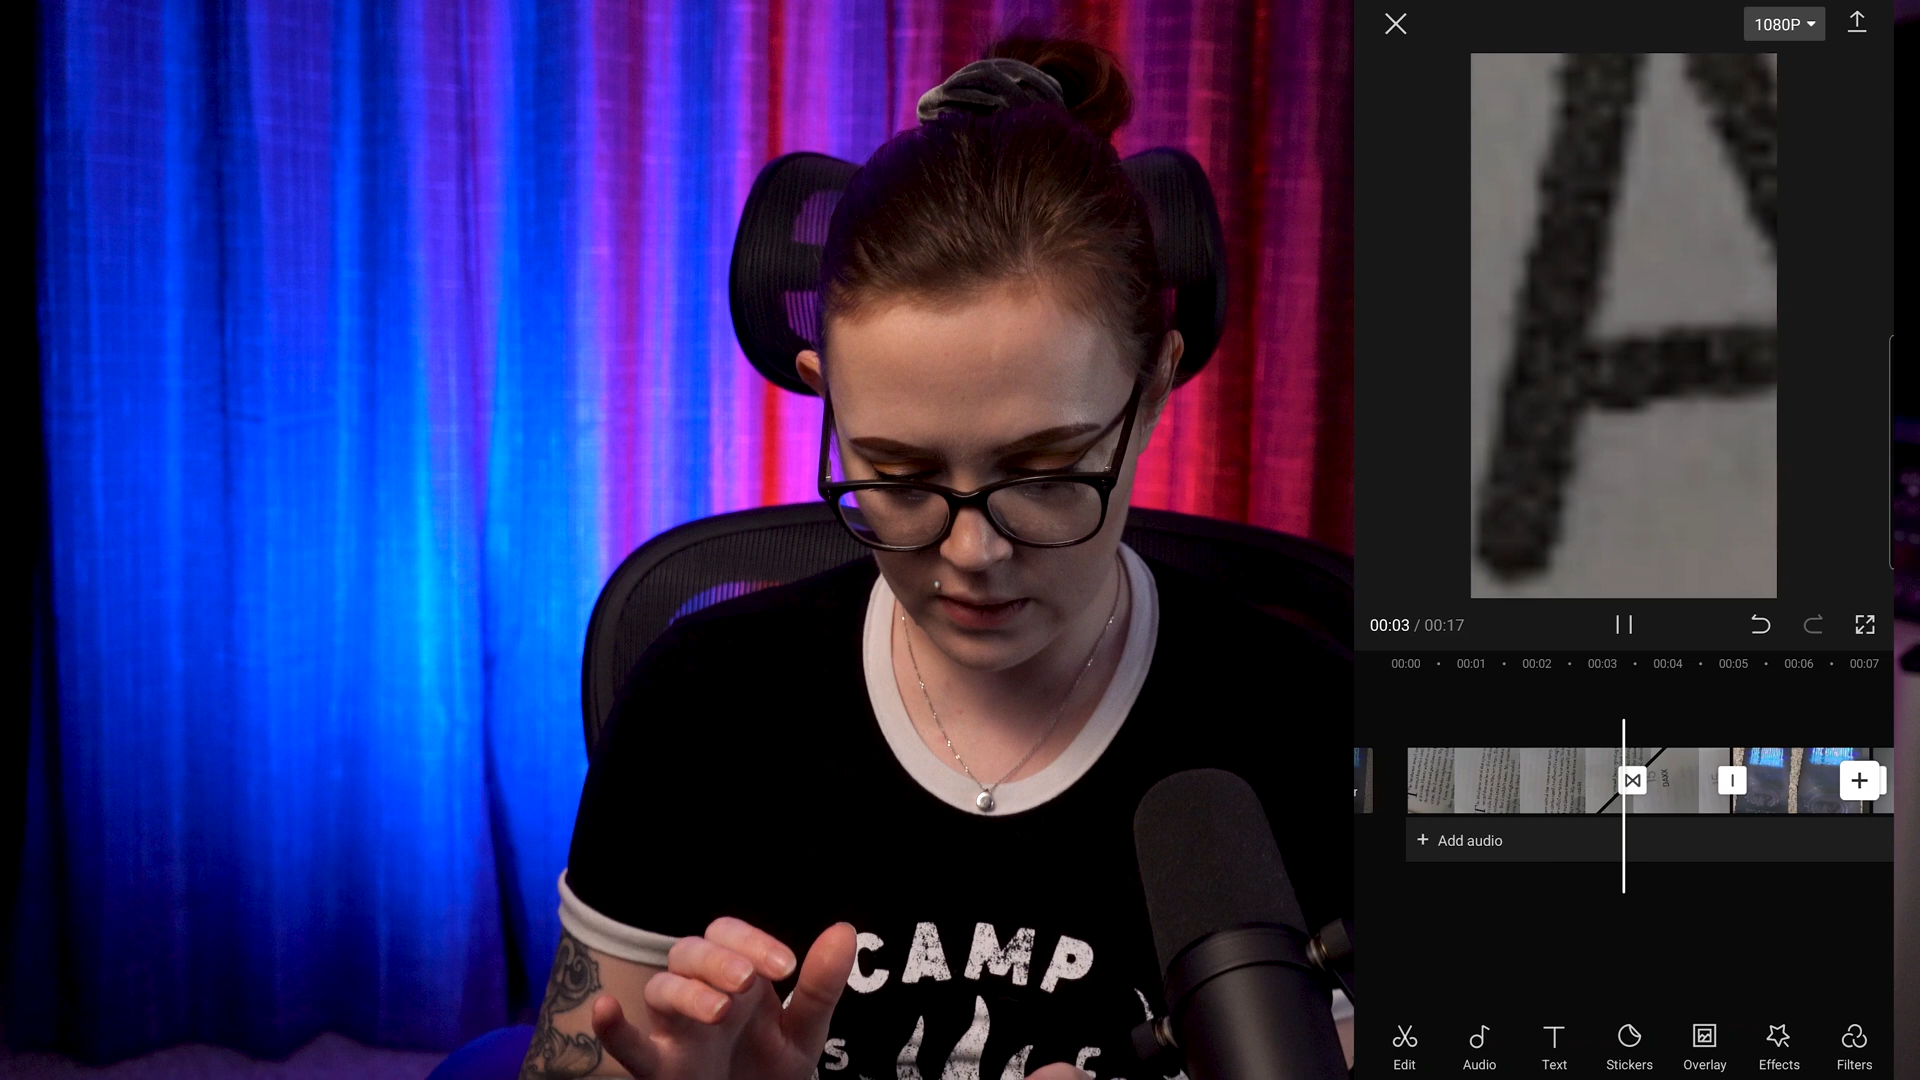 1080P
A
00:03 / 00:17
00:00 00:01 00:02 00:03 00:04 00:05 00:06 00:07
+ Add audio
Edit Audio Text Stickers Overlay Effects Filters
CAMP